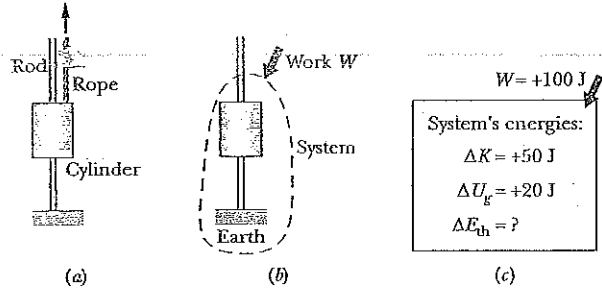 Rod
Rope
Cylinder
(a)
Work W
System
Earth
(b)
W = +100 J
System's energies:
ΔK = +50 J
ΔU_g = +20 J
ΔE_th = ?
(c)